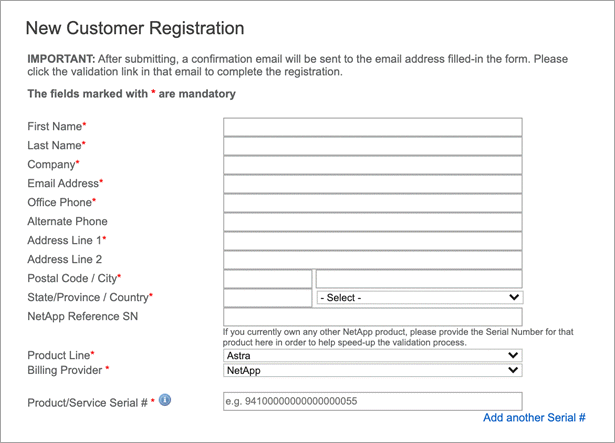 New Customer Registration
IMPORTANT: After submitting, a confirmation email will be sent to the email address filled-in the form. Please
click the validation link in that email to complete the registration.
The fields marked with * are mandatory
First Name*
Last Name*
Company*
Email Address*
Office Phone*
Alternate Phone
Address Line 1*
Address Line 2
Postal Code / City*
State/Province / Country*
- Select -
NetApp Reference SN
If you currently own any other NetApp product, please provide the Serial Number for that
product here in order to help speed-up the validation process.
Product Line*
Astra
Billing Provider *
NetApp
Product/Service Serial # *
e.g. 94100000000000000055
Add another Serial #